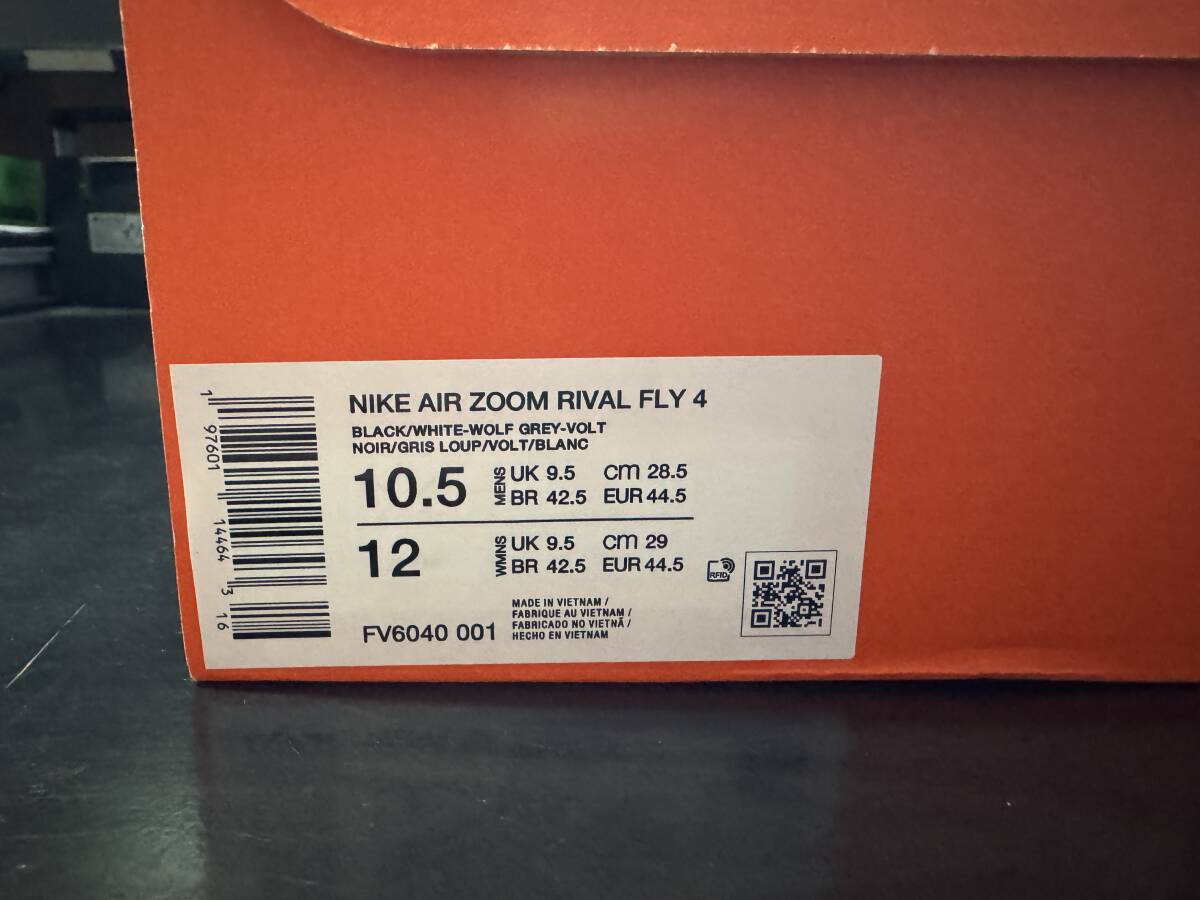 NIKE AIR ZOOM RIVAL FLY 4
BLACK/WHITE-WOLF GREY-VOLT
NOIR/GRIS LOUP/VOLT/BLANC
10.5 MENS UK 9.5 cm 28.5
BR 42.5 EUR 44.5
12 WMNS UK 9.5 cm 29
BR 42.5 EUR 44.5
RFID
MADE IN VIETNAM /
FABRIQUE AU VIETNAM /
FABRICADO NO VIETNÃ /
HECHO EN VIETNAM
FV6040 001
1 97601 14464 3 16